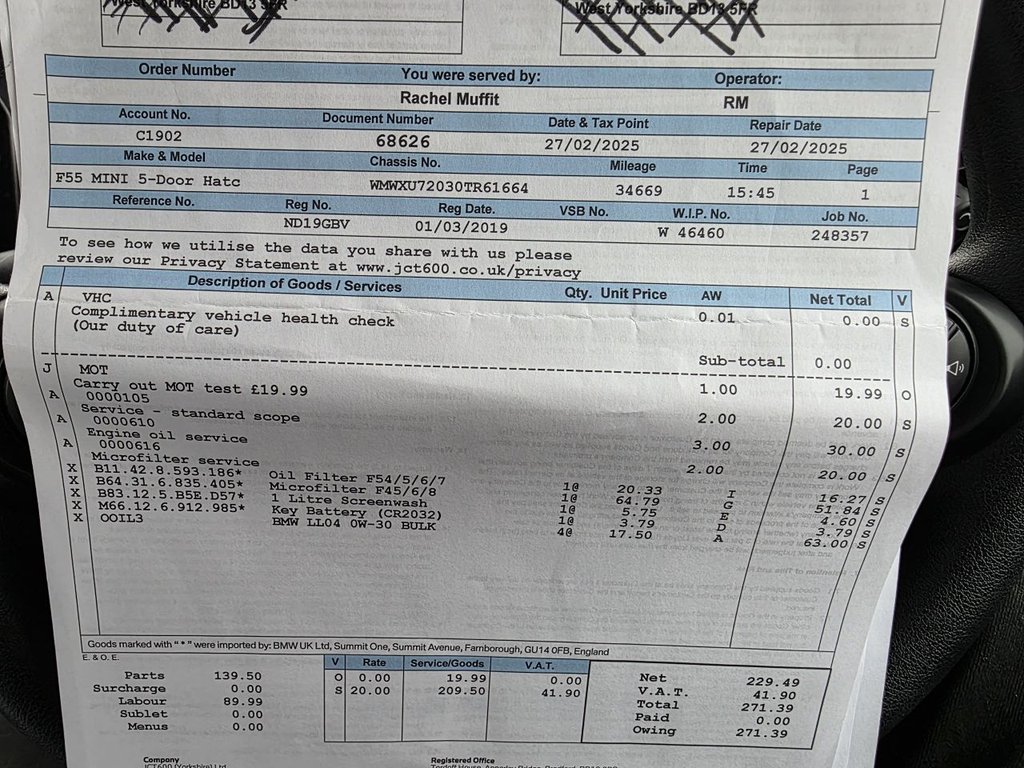 West Yorkshire BD13 5FR West Yorkshire BD13 5FR
Order Number You were served by: Operator:
Rachel Muffit RM
Account No. Document Number Date & Tax Point Repair Date
C1902 68626 27/02/2025 27/02/2025
Make & Model Chassis No. Mileage Time Page
F55 MINI 5-Door Hatc WMWXU72030TR61664 34669 15:45 1
Reference No. Reg No. Reg Date. VSB No. W.I.P. No. Job No.
ND19GBV 01/03/2019 W 46460 248357
To see how we utilise the data you share with us please
review our Privacy Statement at www.jct600.co.uk/privacy
Description of Goods / Services Qty. Unit Price AW Net Total V
A VHC 0.01 0.00 S
Complimentary vehicle health check
(Our duty of care)
Sub-total 0.00
J MOT 1.00 19.99 O
Carry out MOT test £19.99
A 0000105 2.00 20.00 S
Service - standard scope
A 0000610 3.00 30.00 S
Engine oil service
A 0000616 2.00 20.00 S
Microfilter service
X B11.42.8.593.186* Oil Filter F54/5/6/7 1@ 20.33 I 16.27 S
X B64.31.6.835.405* Microfilter F45/6/8 1@ 64.79 G 51.84 S
X B83.12.5.B5E.D57* 1 Litre Screenwash 1@ 5.75 E 4.60 S
X M66.12.6.912.985* Key Battery (CR2032) 1@ 3.79 D 3.79 S
X OOIL3 BMW LL04 0W-30 BULK 4@ 17.50 A 63.00 S
Goods marked with "*" were imported by: BMW UK Ltd, Summit One, Summit Avenue, Farnborough, GU14 0FB, England
E. & O. E.
V Rate Service/Goods V.A.T.
Parts 139.50 O 0.00 19.99 0.00 Net 229.49
Surcharge 0.00 S 20.00 209.50 41.90 V.A.T. 41.90
Labour 89.99 Total 271.39
Sublet 0.00 Paid 0.00
Menus 0.00 Owing 271.39
Company Registered Office
JCT600 (Yorkshire) Ltd